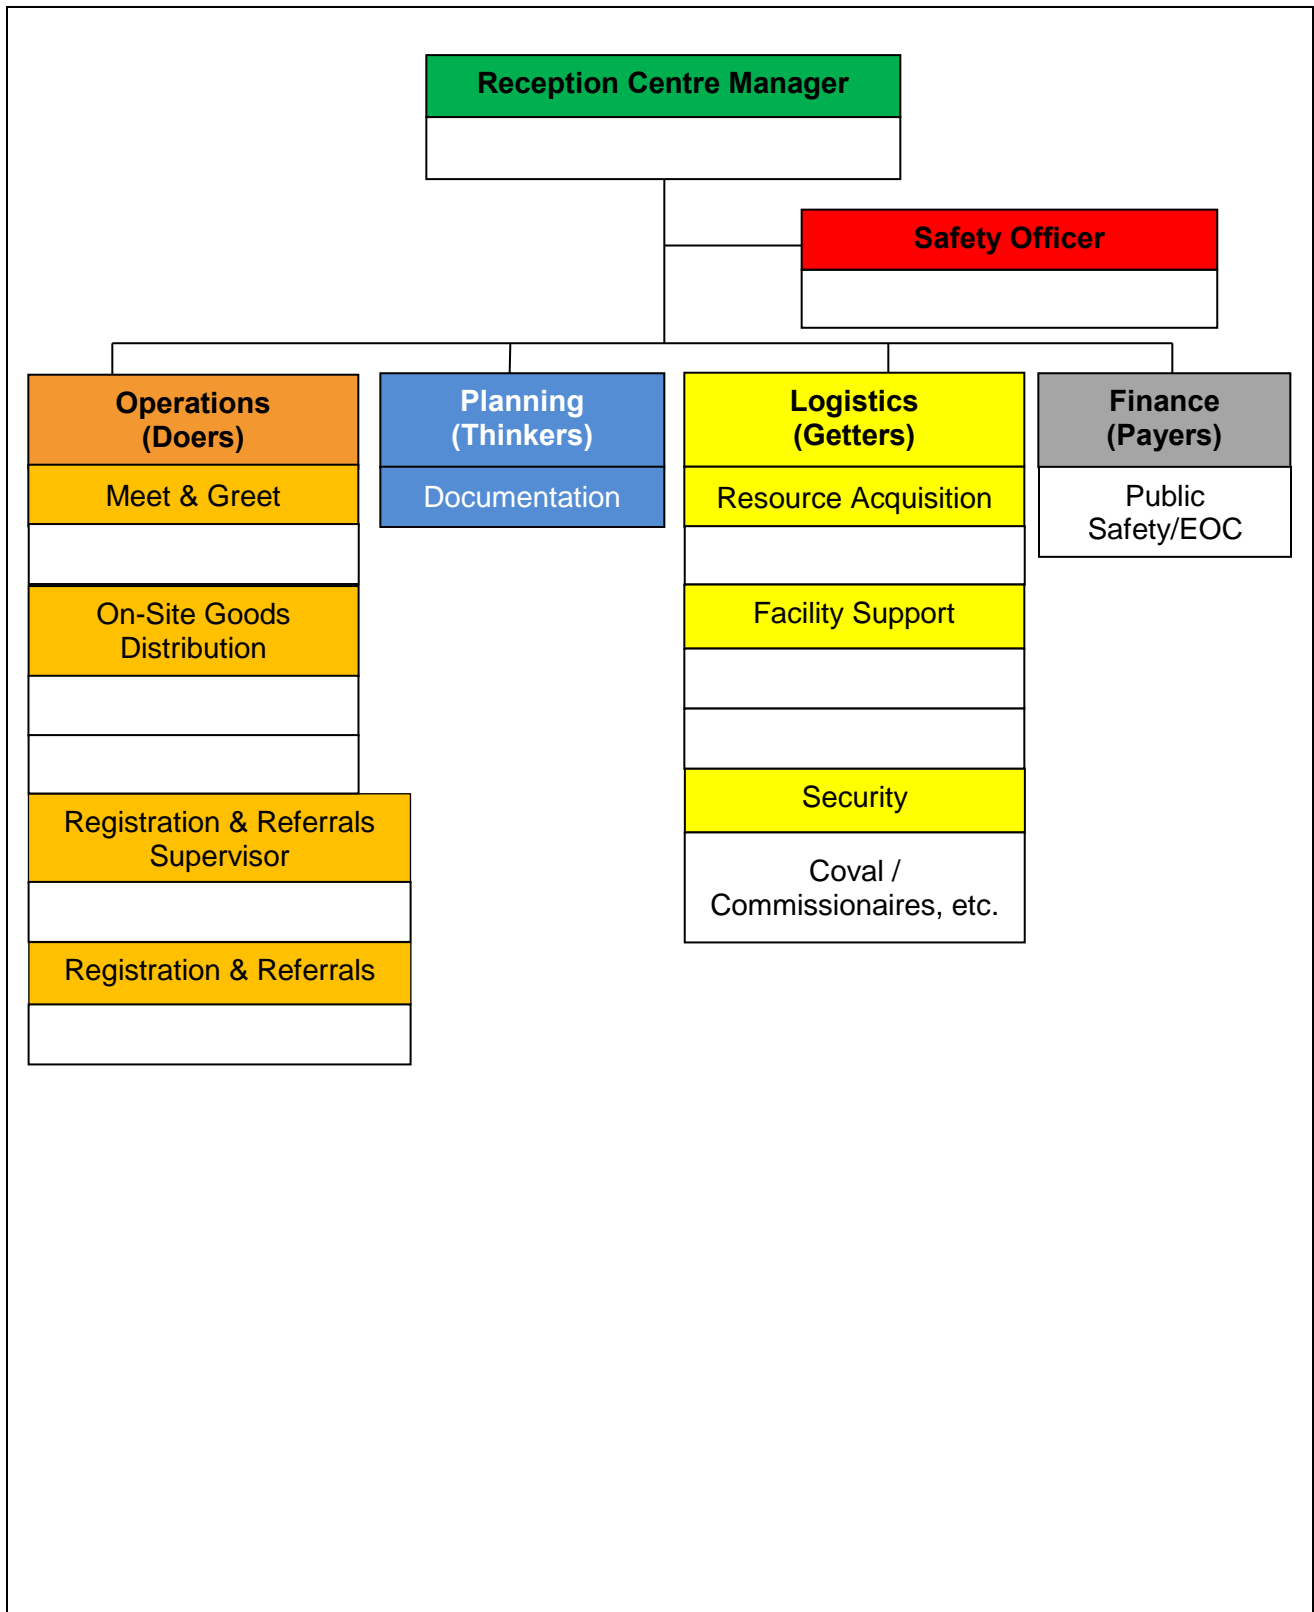 Reception Centre Manager
Safety Officer
Operations
(Doers)
Meet & Greet
On-Site Goods
Distribution
Registration & Referrals
Supervisor
Registration & Referrals
Planning
(Thinkers)
Documentation
Logistics
(Getters)
Resource Acquisition
Facility Support
Security
Coval /
Commissionaires, etc.
Finance
(Payers)
Public
Safety/EOC